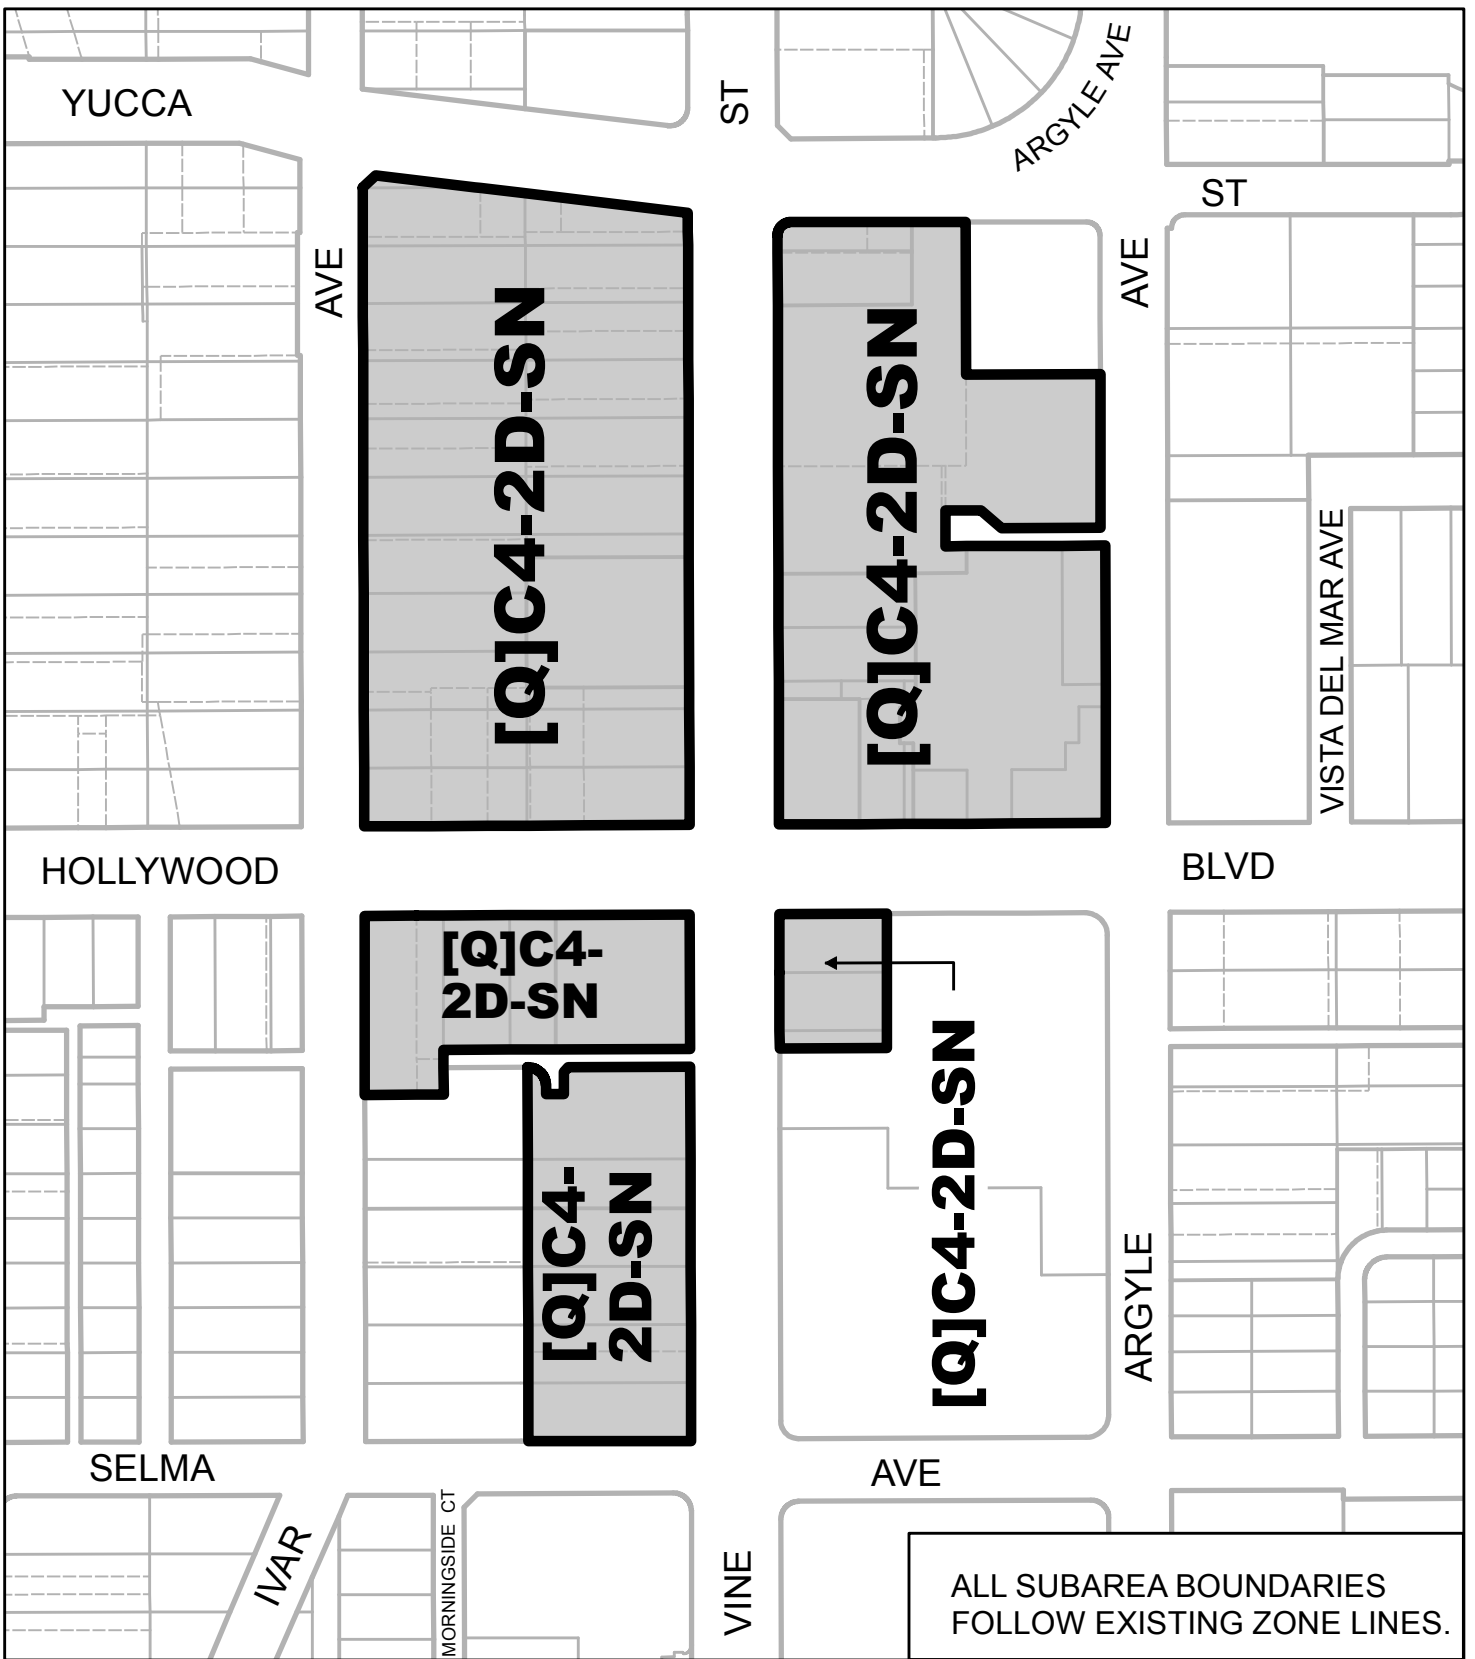 YUCCA
ST
ARGYLE AVE
ST
AVE
AVE
[Q]C4-2D-SN
[Q]C4-2D-SN
VISTA DEL MAR AVE
HOLLYWOOD
BLVD
[Q]C4-
2D-SN
[Q]C4-
2D-SN
[Q]C4-2D-SN
ARGYLE
SELMA
AVE
IVAR
MORNINGSIDE CT
VINE
ALL SUBAREA BOUNDARIES
FOLLOW EXISTING ZONE LINES.